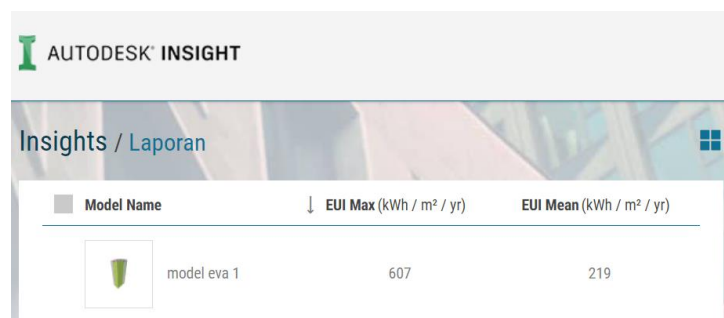 AUTODESK® INSIGHT
Insights / Laporan
Model Name ↓ EUI Max (kWh / m² / yr) EUI Mean (kWh / m² / yr)
model eva 1 607 219